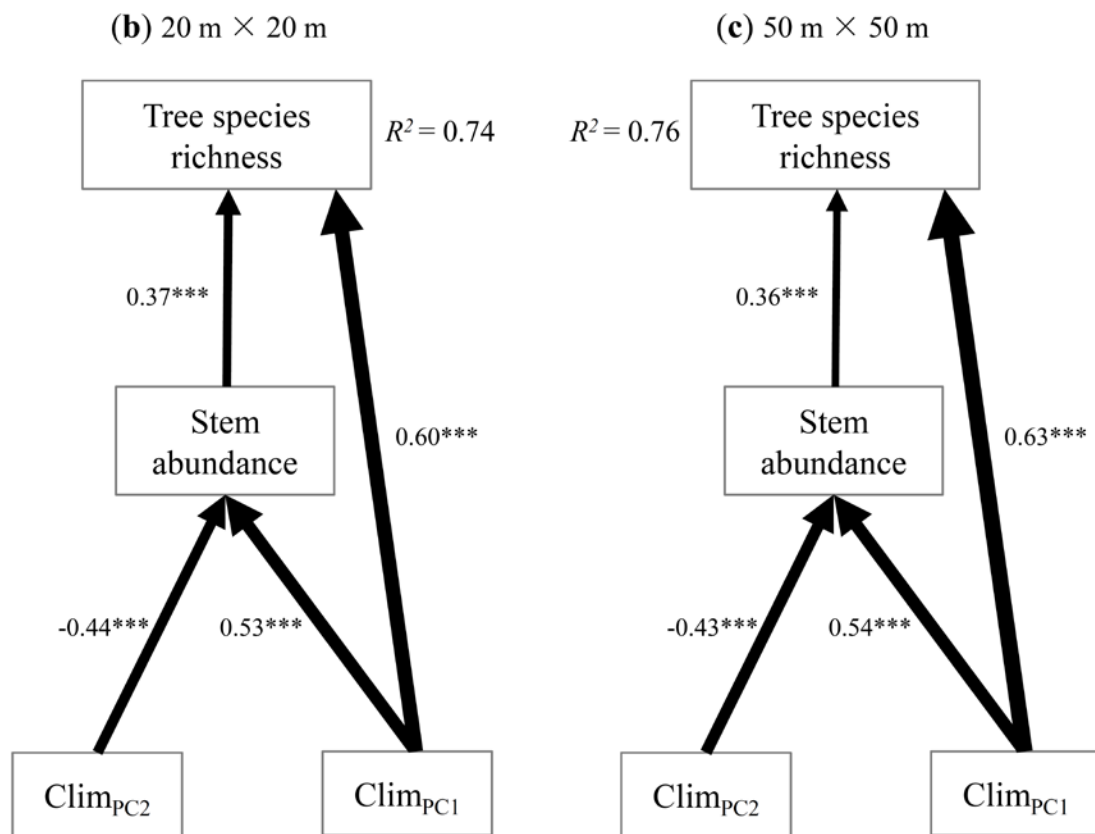 (b) 20 m × 20 m
Tree species
richness
R² = 0.74
0.37***
Stem
abundance
0.60***
-0.44***
0.53***
Clim_PC2
Clim_PC1
(c) 50 m × 50 m
R² = 0.76
Tree species
richness
0.36***
Stem
abundance
0.63***
-0.43***
0.54***
Clim_PC2
Clim_PC1